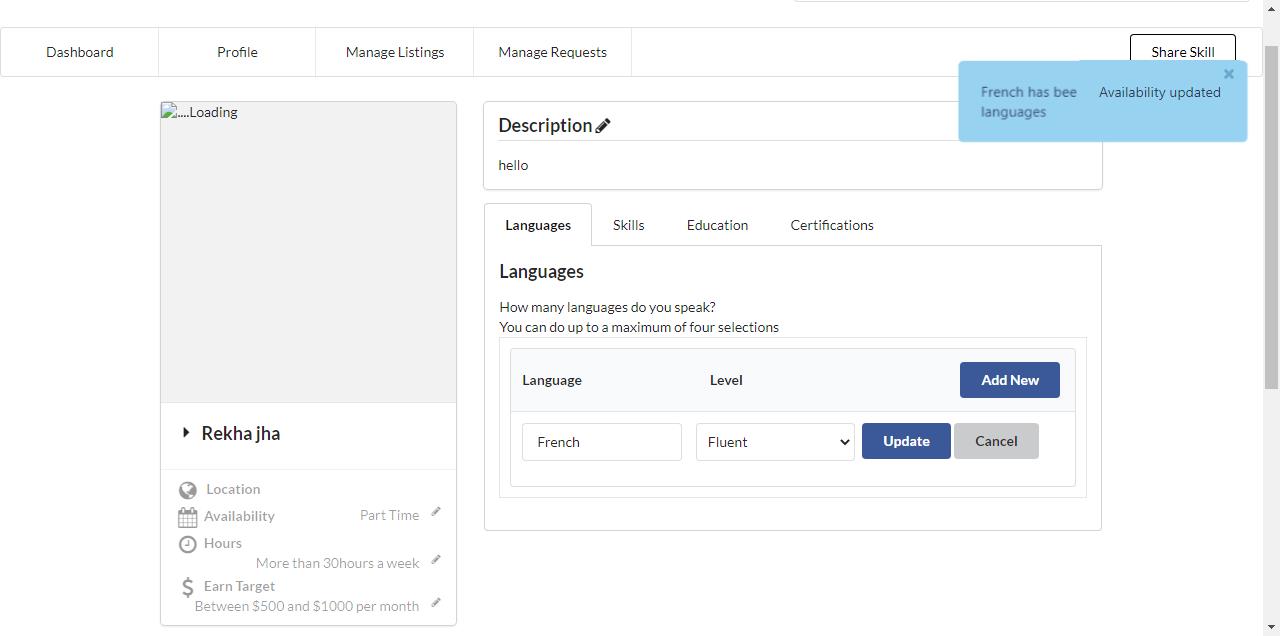 Dashboard
Profile
Manage Listings
Manage Requests
Share Skill
French has bee
languages
Availability updated
....Loading
Description
hello
Languages
Skills
Education
Certifications
Languages
How many languages do you speak?
You can do up to a maximum of four selections
Language
Level
Add New
French
Fluent
Update
Cancel
Rekha jha
Location
Availability
Part Time
Hours
More than 30hours a week
Earn Target
Between $500 and $1000 per month